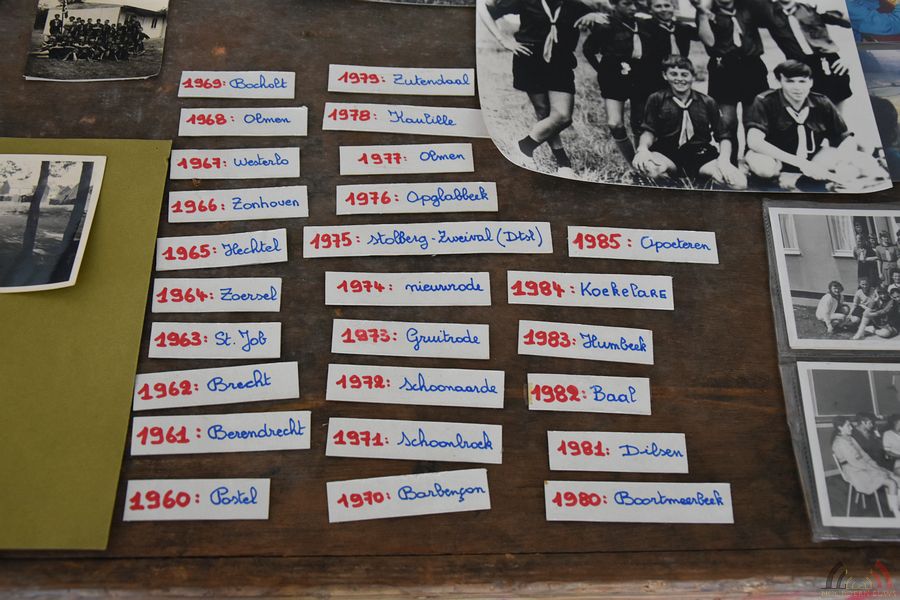 1969: Bocholt
1968: Olmen
1967: Westerlo
1966: Zonhoven
1965: Hechtel
1964: Zoersel
1963: St. Job
1962: Brecht
1961: Berendrecht
1960: Postel
1979: Zutendaal
1978: Kaulille
1977: Olmen
1976: Opglabbeek
1975: Stolberg-Zweival (Dtsl)
1974: nieuwrode
1973: Gruitrode
1972: Schoonaarde
1971: Schoonbroek
1970: Barbençon
1985: Opoeteren
1984: Koekelare
1983: Humbeek
1982: Baal
1981: Dilsen
1980: Boortmeerbeek